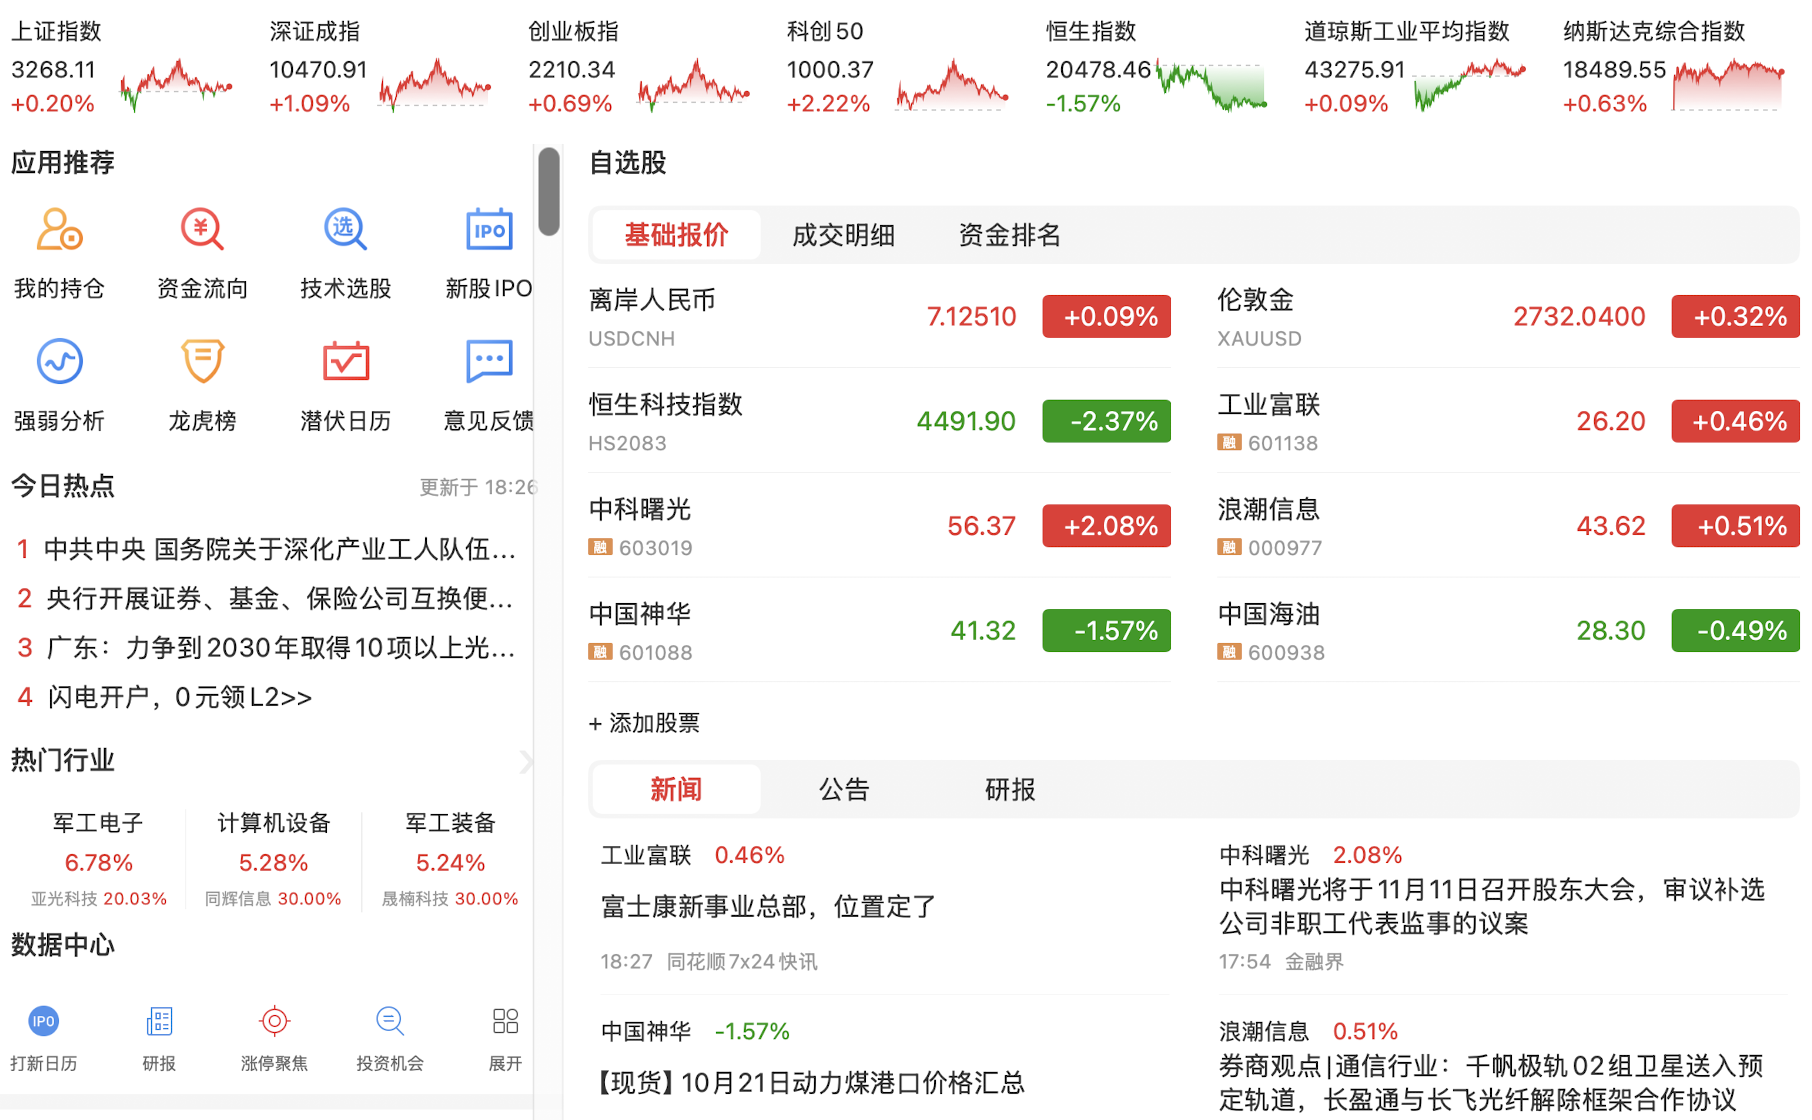 上证指数
3268.11
+0.20%
深证成指
10470.91
+1.09%
创业板指
2210.34
+0.69%
科创50
1000.37
+2.22%
恒生指数
20478.46
-1.57%
道琼斯工业平均指数
43275.91
+0.09%
纳斯达克综合指数
18489.55
+0.63%
应用推荐
我的持仓
¥
资金流向
选
技术选股
IPO
新股IPO
强弱分析
龙虎榜
潜伏日历
意见反馈
今日热点
更新于 18:26
1 中共中央 国务院关于深化产业工人队伍...
2 央行开展证券、基金、保险公司互换便...
3 广东：力争到2030年取得10项以上光...
4 闪电开户，0元领L2>>
热门行业
军工电子
6.78%
亚光科技 20.03%
计算机设备
5.28%
同辉信息 30.00%
军工装备
5.24%
晟楠科技 30.00%
数据中心
IPO
打新日历
研报
涨停聚焦
投资机会
展开
自选股
基础报价 成交明细 资金排名
离岸人民币
USDCNH
7.12510 +0.09%
伦敦金
XAUUSD
2732.0400 +0.32%
恒生科技指数
HS2083
4491.90 -2.37%
工业富联
融 601138
26.20 +0.46%
中科曙光
融 603019
56.37 +2.08%
浪潮信息
融 000977
43.62 +0.51%
中国神华
融 601088
41.32 -1.57%
中国海油
融 600938
28.30 -0.49%
+ 添加股票
新闻 公告 研报
工业富联 0.46%
富士康新事业总部，位置定了
18:27 同花顺7x24快讯
中科曙光 2.08%
中科曙光将于11月11日召开股东大会，审议补选
公司非职工代表监事的议案
17:54 金融界
中国神华 -1.57%
【现货】10月21日动力煤港口价格汇总
浪潮信息 0.51%
券商观点|通信行业：千帆极轨02组卫星送入预
定轨道，长盈通与长飞光纤解除框架合作协议